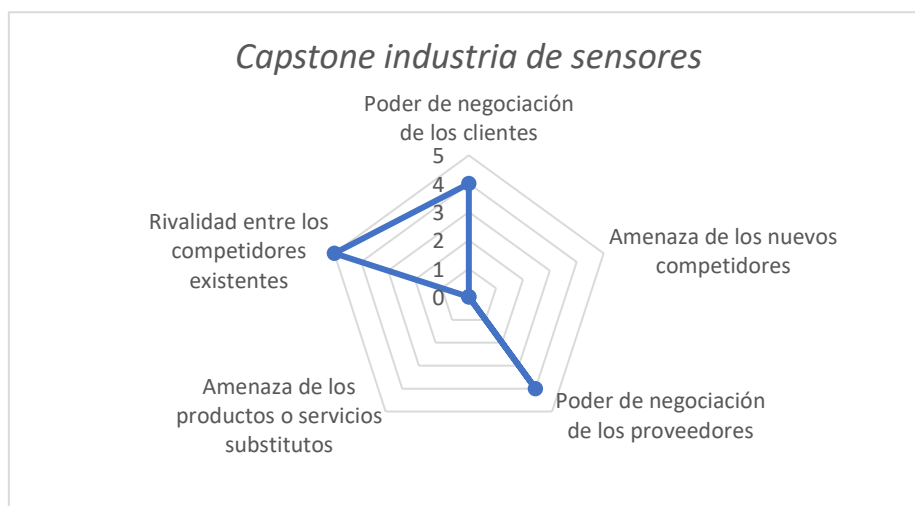 Capstone industria de sensores
Poder de negociación
de los clientes
5
4
3
2
1
0
Amenaza de los nuevos
competidores
Poder de negociación
de los proveedores
Amenaza de los
productos o servicios
substitutos
Rivalidad entre los
competidores
existentes